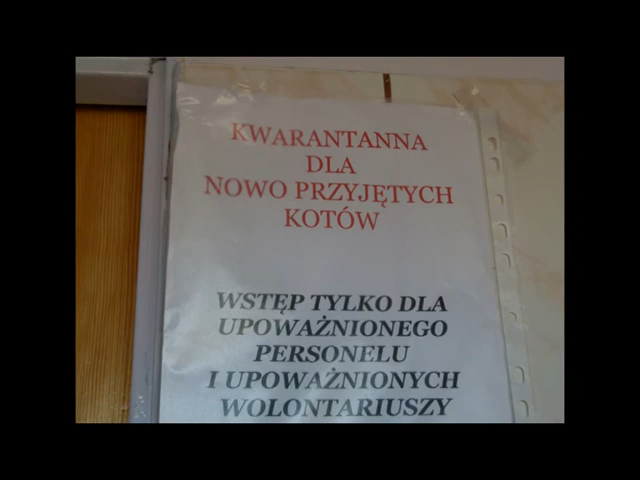 KWARANTANNA
DLA
NOWO PRZYJĘTYCH
KOTÓW
WSTĘP TYLKO DLA
UPOWAŻNIONEGO
PERSONELU
I UPOWAŻNIONYCH
WOLONTARIUSZY